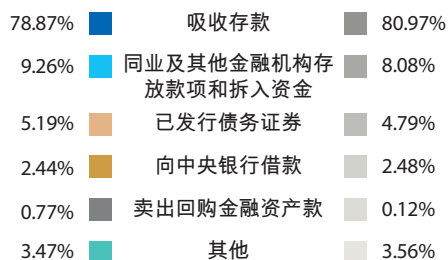 78.87% 吸收存款 80.97%
9.26% 同业及其他金融机构存 8.08%
放款项和拆入资金
5.19% 已发行债务证券 4.79%
2.44% 向中央银行借款 2.48%
0.77% 卖出回购金融资产款 0.12%
3.47% 其他 3.56%